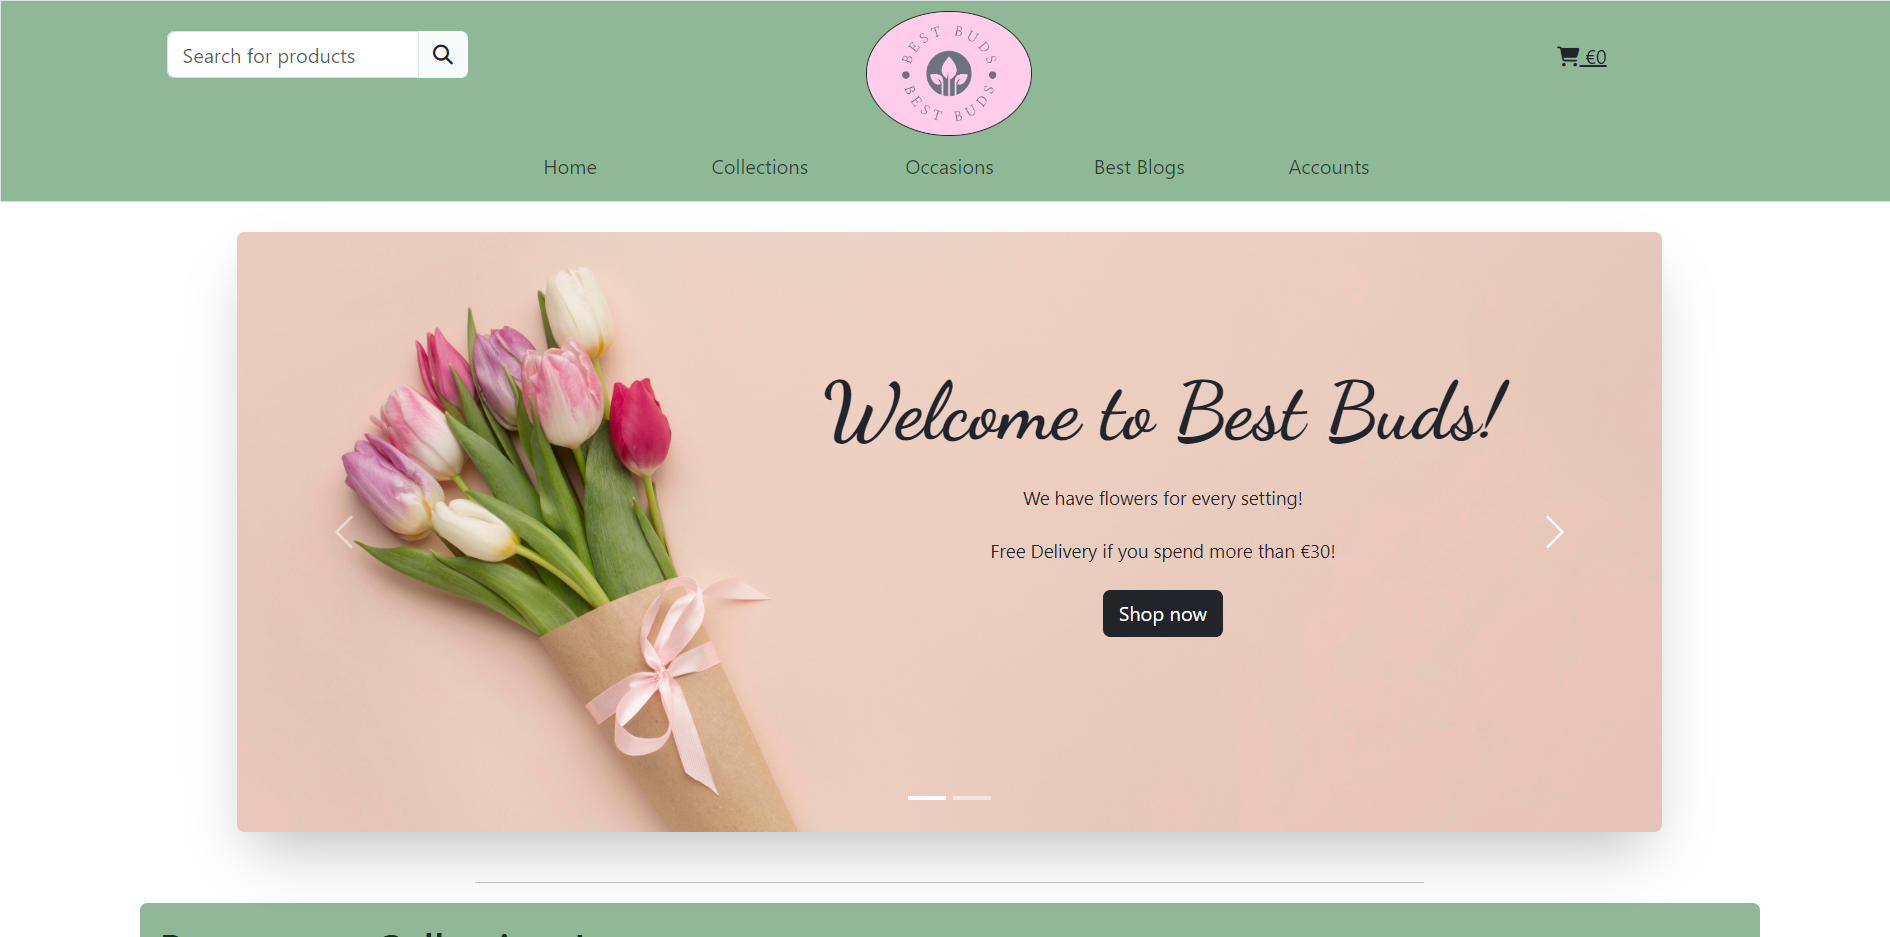 Search for products
BEST BUDS
BEST BUDS
€0
Home
Collections
Occasions
Best Blogs
Accounts
Welcome to Best Buds!
We have flowers for every setting!
Free Delivery if you spend more than €30!
Shop now